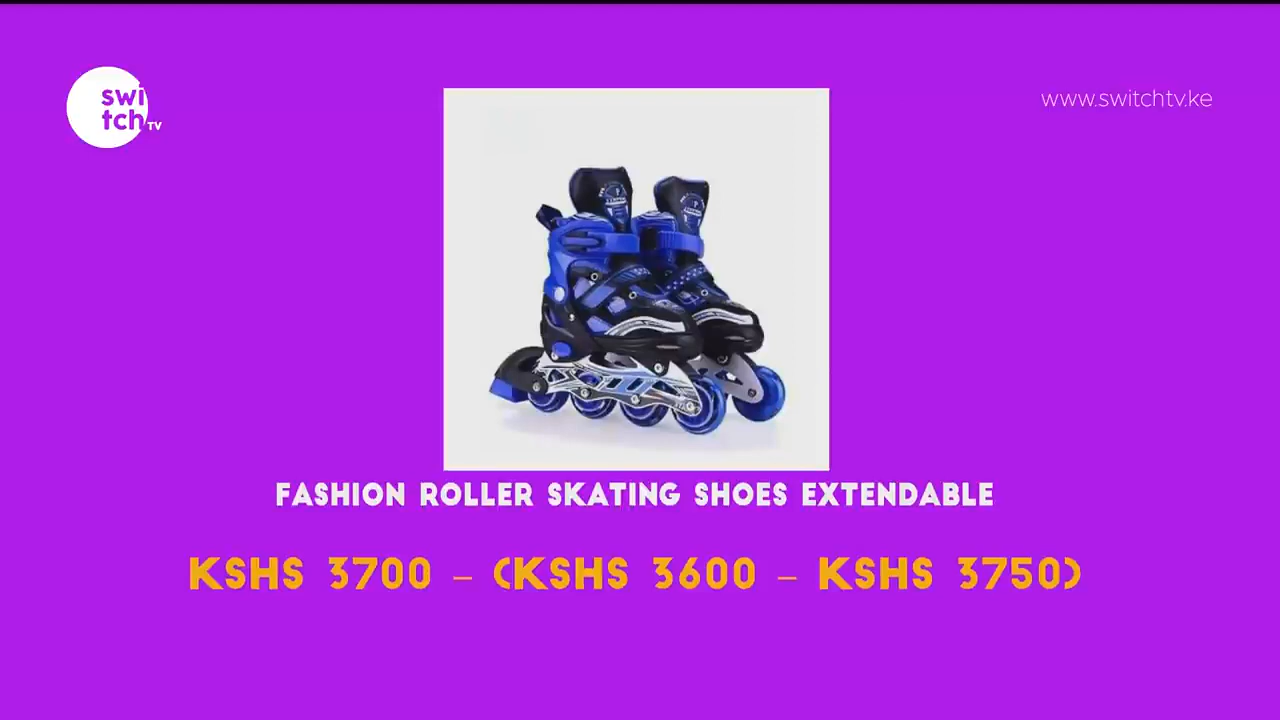 swi
tch TV
www.switchtv.ke
FASHION ROLLER SKATING SHOES EXTENDABLE
KSHS 3700 – (KSHS 3600 – KSHS 3750)